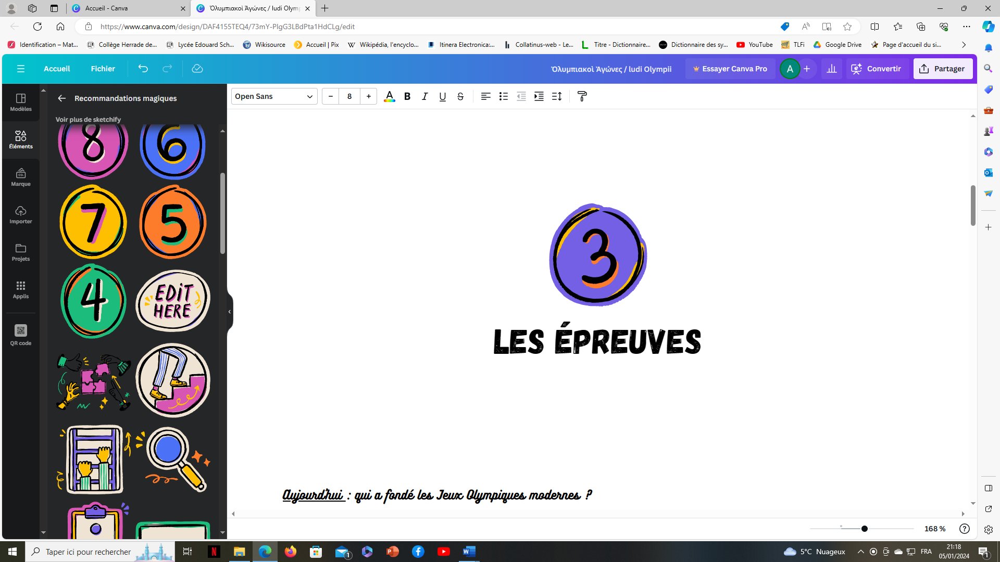 Accueil - Canva
Ὀλυμπιακοὶ Ἀγῶνες / ludi Olymp
https://www.canva.com/design/DAF4155TEQ4/73mY-PIgG3LBdPta1HdCLg/edit
Identification – Mat...
Collège Herrade de...
Lycée Edouard Sch...
Wikisource
Accueil | Pix
Wikipédia, l'encyclo...
Itinera Electronica:...
Collatinus-web - Le...
Titre - Dictionnaire...
Dictionnaire des sy...
YouTube
TLFi
Google Drive
Page d'accueil du si...
Accueil
Fichier
Ὀλυμπιακοὶ Ἀγῶνες / ludi Olympii
Essayer Canva Pro
A
Convertir
Partager
Modèles
Éléments
Marque
Importer
Projets
Applis
QR code
Recommandations magiques
Voir plus de sketchify
8
6
7
5
4
EDIT
HERE
Open Sans
– 8 +
A B I U S
3
LES ÉPREUVES
Aujourd'hui : qui a fondé les Jeux Olympiques modernes ?
168 %
Taper ici pour rechercher
5°C Nuageux
FRA
21:18
05/01/2024